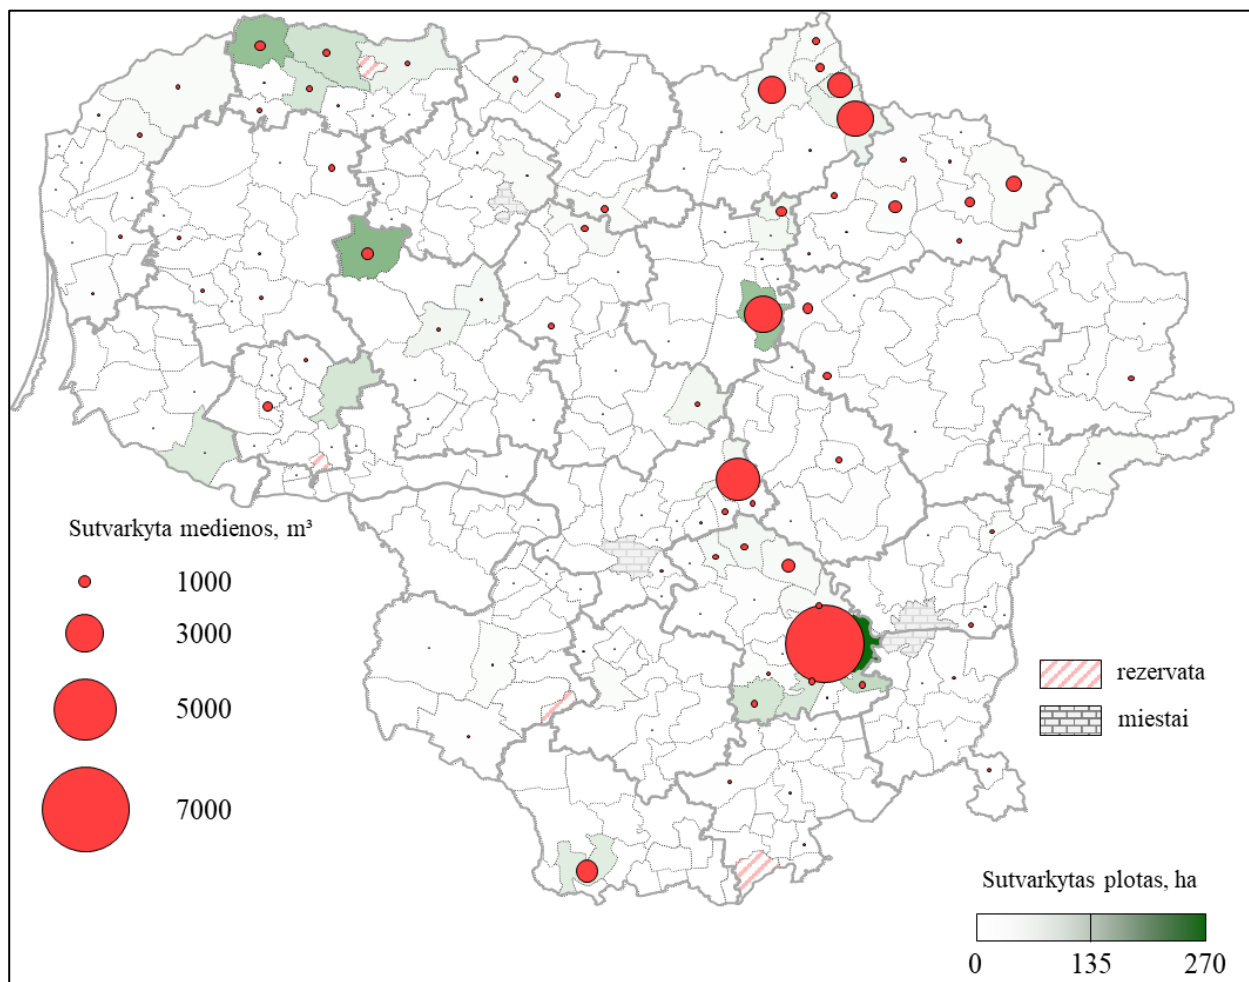 Sutvarkyta medienos, m³
1000
3000
5000
7000
rezervata
miestai
Sutvarkytas plotas, ha
0 135 270